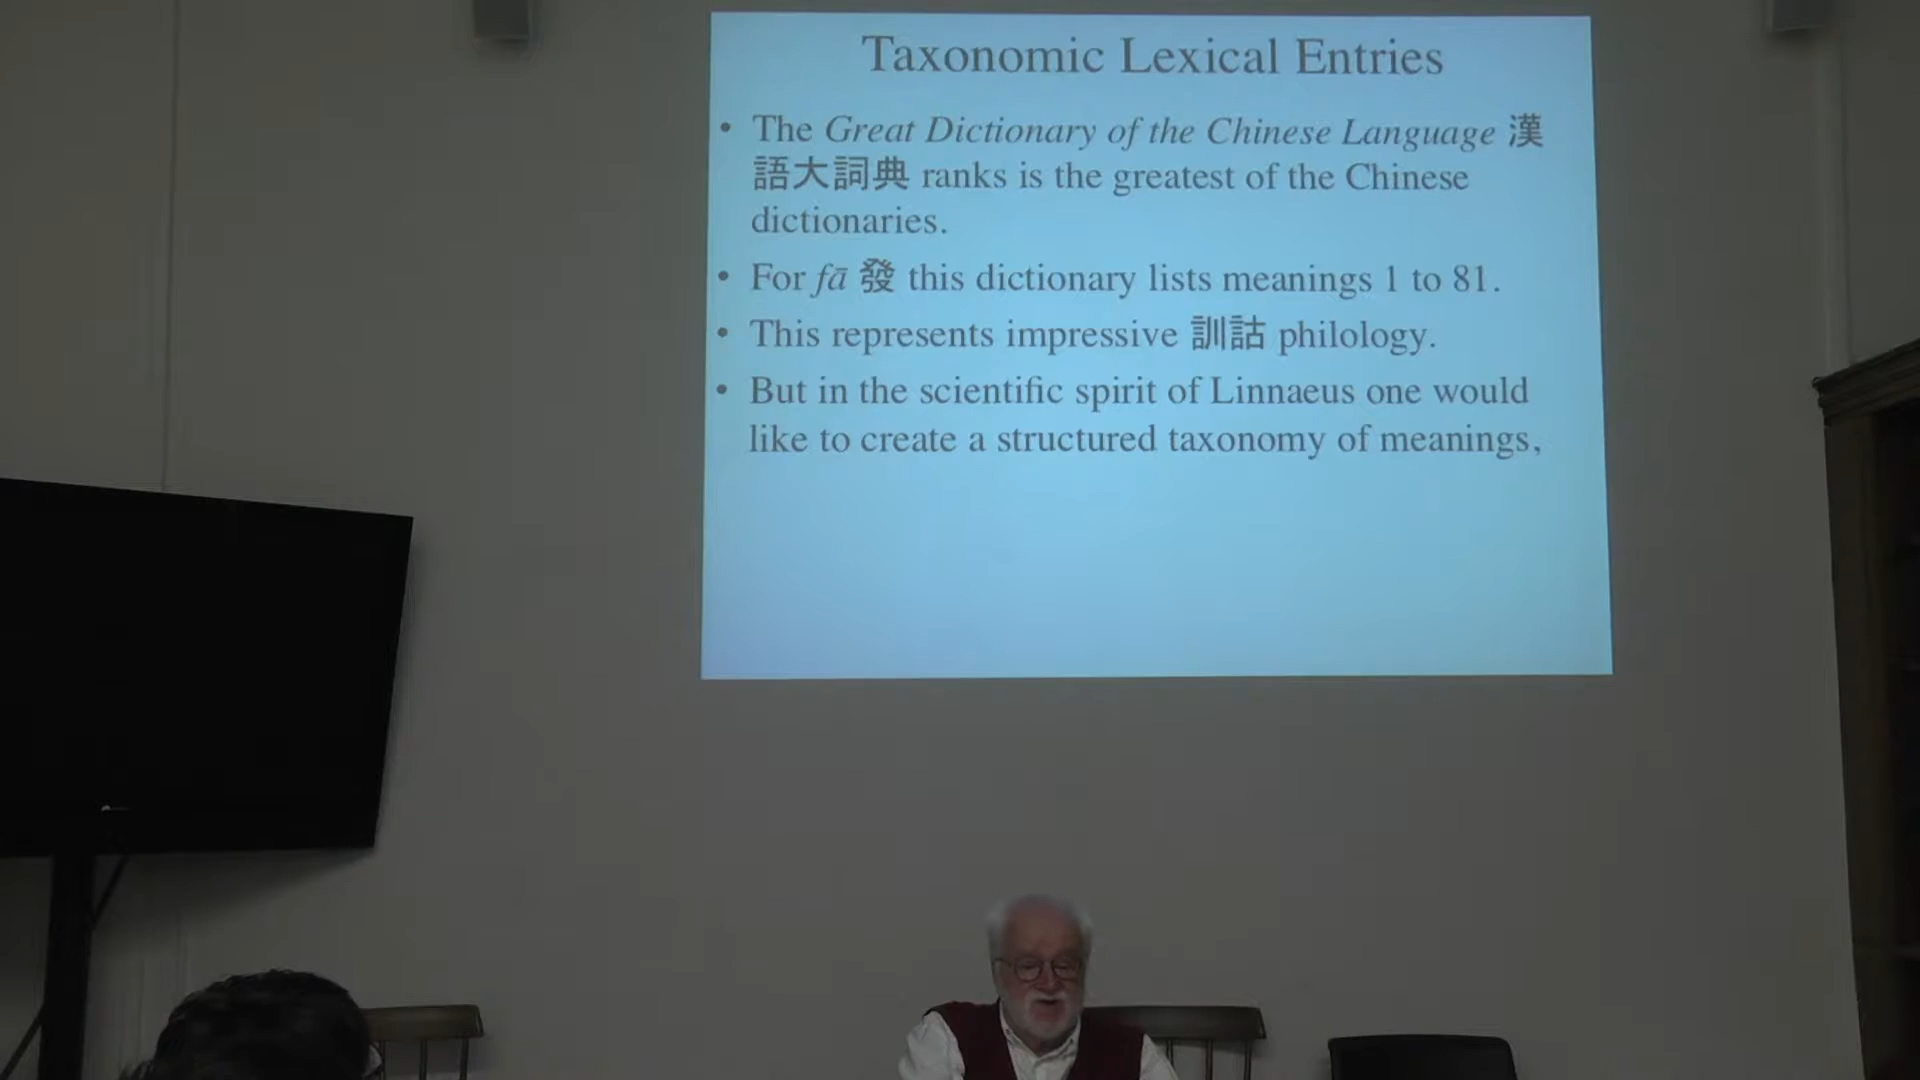 Taxonomic Lexical Entries
• The Great Dictionary of the Chinese Language 漢
語大詞典 ranks is the greatest of the Chinese
dictionaries.
• For fā 發 this dictionary lists meanings 1 to 81.
• This represents impressive 訓詁 philology.
• But in the scientific spirit of Linnaeus one would
like to create a structured taxonomy of meanings,